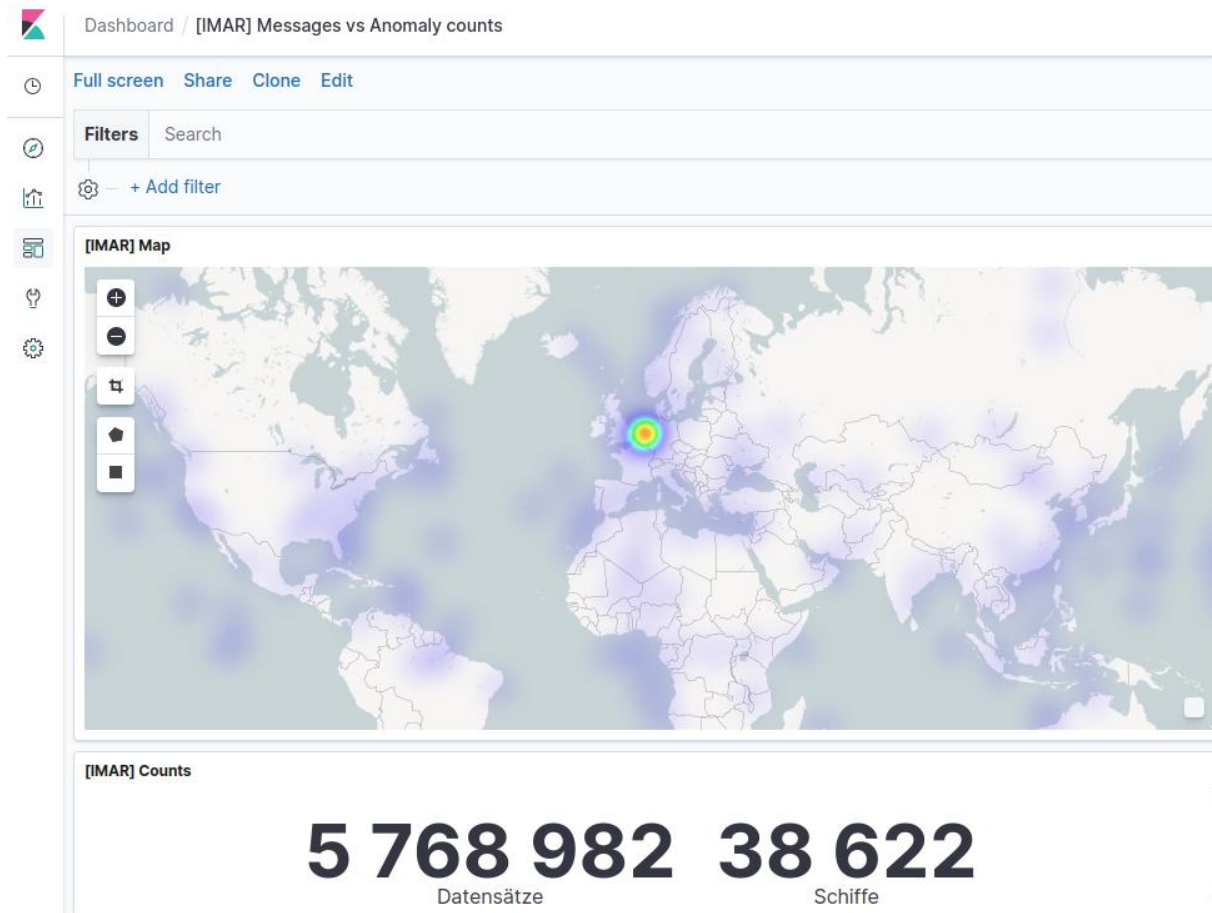 Dashboard / [IMAR] Messages vs Anomaly counts
Full screen Share Clone Edit
Filters Search
+ Add filter
[IMAR] Map
[IMAR] Counts
5 768 982 38 622
Datensätze Schiffe